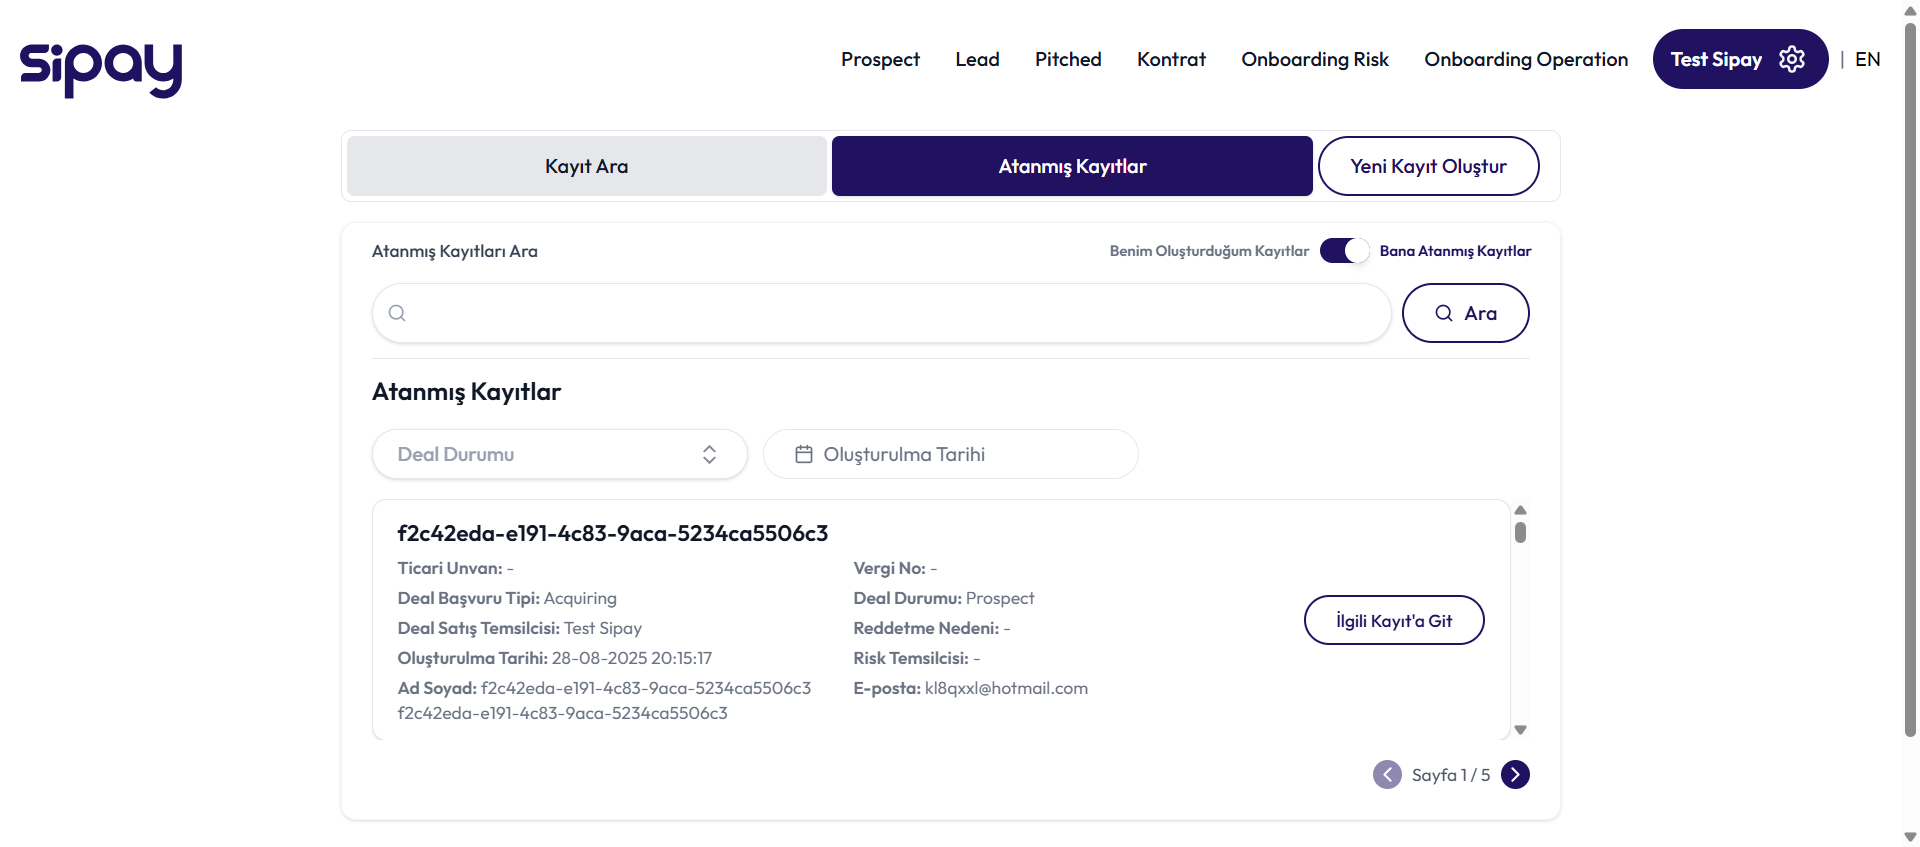 sipay
Prospect
Lead
Pitched
Kontrat
Onboarding Risk
Onboarding Operation
Test Sipay
| EN
Kayıt Ara
Atanmış Kayıtlar
Yeni Kayıt Oluştur
Atanmış Kayıtları Ara
Benim Oluşturduğum Kayıtlar
Bana Atanmış Kayıtlar
Ara
Atanmış Kayıtlar
Deal Durumu
Oluşturulma Tarihi
f2c42eda-e191-4c83-9aca-5234ca5506c3
Ticari Unvan: -
Vergi No: -
Deal Başvuru Tipi: Acquiring
Deal Durumu: Prospect
Deal Satış Temsilcisi: Test Sipay
Reddetme Nedeni: -
Oluşturulma Tarihi: 28-08-2025 20:15:17
Risk Temsilcisi: -
Ad Soyad: f2c42eda-e191-4c83-9aca-5234ca5506c3
f2c42eda-e191-4c83-9aca-5234ca5506c3
E-posta: kl8qxxl@hotmail.com
İlgili Kayıt'a Git
Sayfa 1 / 5